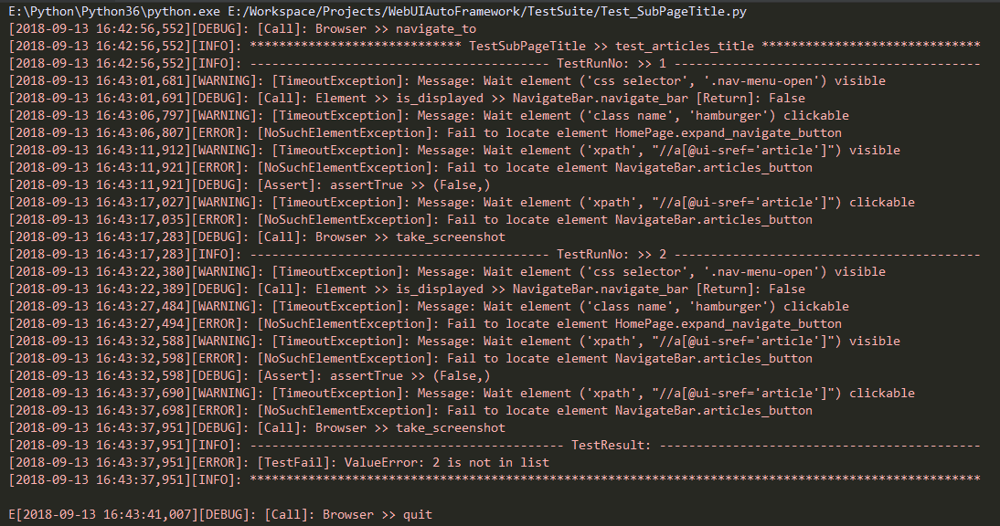 E:\Python\Python36\python.exe E:/Workspace/Projects/WebUIAutoFramework/TestSuite/Test_SubPageTitle.py
[2018-09-13 16:42:56,552][DEBUG]: [Call]: Browser >> navigate_to
[2018-09-13 16:42:56,552][INFO]: ***************************** TestSubPageTitle >> test_articles_title ******************************
[2018-09-13 16:42:56,552][INFO]: ----------------------------------------- TestRunNo: >> 1 ------------------------------------------
[2018-09-13 16:43:01,681][WARNING]: [TimeoutException]: Message: Wait element ('css selector', '.nav-menu-open') visible
[2018-09-13 16:43:01,691][DEBUG]: [Call]: Element >> is_displayed >> NavigateBar.navigate_bar [Return]: False
[2018-09-13 16:43:06,797][WARNING]: [TimeoutException]: Message: Wait element ('class name', 'hamburger') clickable
[2018-09-13 16:43:06,807][ERROR]: [NoSuchElementException]: Fail to locate element HomePage.expand_navigate_button
[2018-09-13 16:43:11,912][WARNING]: [TimeoutException]: Message: Wait element ('xpath', "//a[@ui-sref='article']") visible
[2018-09-13 16:43:11,921][ERROR]: [NoSuchElementException]: Fail to locate element NavigateBar.articles_button
[2018-09-13 16:43:11,921][DEBUG]: [Assert]: assertTrue >> (False,)
[2018-09-13 16:43:17,027][WARNING]: [TimeoutException]: Message: Wait element ('xpath', "//a[@ui-sref='article']") clickable
[2018-09-13 16:43:17,035][ERROR]: [NoSuchElementException]: Fail to locate element NavigateBar.articles_button
[2018-09-13 16:43:17,283][DEBUG]: [Call]: Browser >> take_screenshot
[2018-09-13 16:43:17,283][INFO]: ----------------------------------------- TestRunNo: >> 2 ------------------------------------------
[2018-09-13 16:43:22,380][WARNING]: [TimeoutException]: Message: Wait element ('css selector', '.nav-menu-open') visible
[2018-09-13 16:43:22,389][DEBUG]: [Call]: Element >> is_displayed >> NavigateBar.navigate_bar [Return]: False
[2018-09-13 16:43:27,484][WARNING]: [TimeoutException]: Message: Wait element ('class name', 'hamburger') clickable
[2018-09-13 16:43:27,494][ERROR]: [NoSuchElementException]: Fail to locate element HomePage.expand_navigate_button
[2018-09-13 16:43:32,588][WARNING]: [TimeoutException]: Message: Wait element ('xpath', "//a[@ui-sref='article']") visible
[2018-09-13 16:43:32,598][ERROR]: [NoSuchElementException]: Fail to locate element NavigateBar.articles_button
[2018-09-13 16:43:32,598][DEBUG]: [Assert]: assertTrue >> (False,)
[2018-09-13 16:43:37,690][WARNING]: [TimeoutException]: Message: Wait element ('xpath', "//a[@ui-sref='article']") clickable
[2018-09-13 16:43:37,698][ERROR]: [NoSuchElementException]: Fail to locate element NavigateBar.articles_button
[2018-09-13 16:43:37,951][DEBUG]: [Call]: Browser >> take_screenshot
[2018-09-13 16:43:37,951][INFO]: ------------------------------------------- TestResult: --------------------------------------------
[2018-09-13 16:43:37,951][ERROR]: [TestFail]: ValueError: 2 is not in list
[2018-09-13 16:43:37,951][INFO]: ****************************************************************************************************
E[2018-09-13 16:43:41,007][DEBUG]: [Call]: Browser >> quit